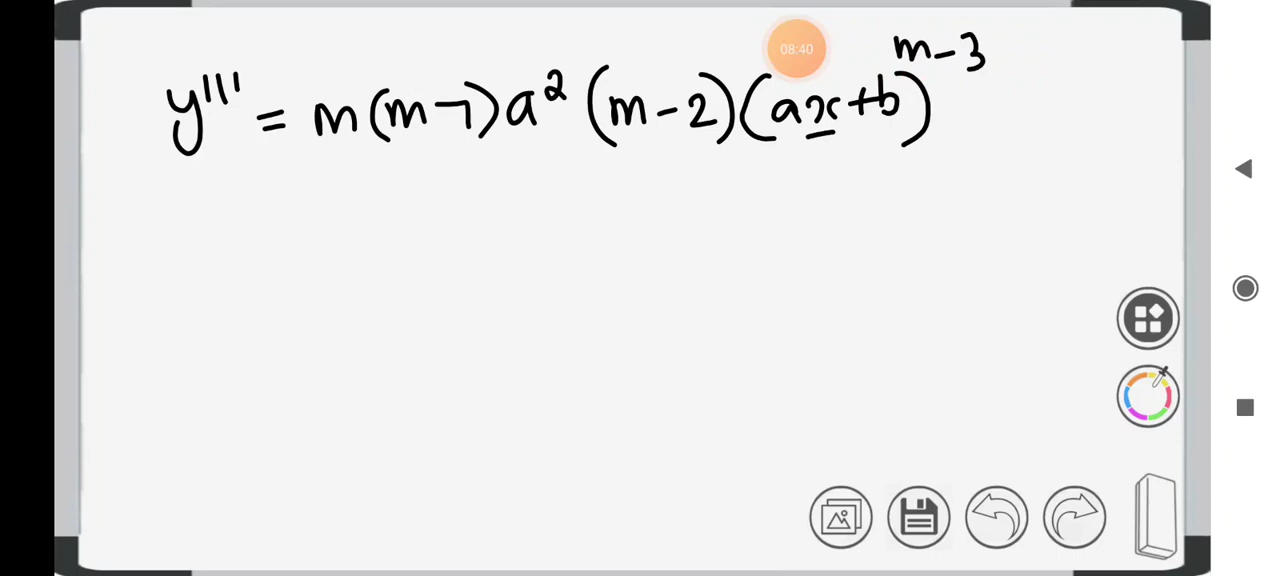 08:40
y''' = m(m-1)a² (m-2)(ax+b)^{m-3}